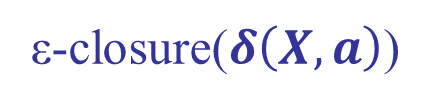 ε-closure(δ(X, a))